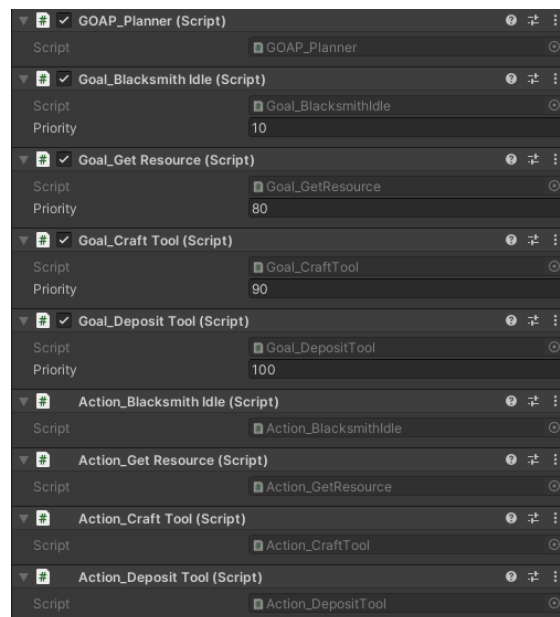 GOAP_Planner (Script)
Script GOAP_Planner
Goal_Blacksmith Idle (Script)
Script Goal_BlacksmithIdle
Priority 10
Goal_Get Resource (Script)
Script Goal_GetResource
Priority 80
Goal_Craft Tool (Script)
Script Goal_CraftTool
Priority 90
Goal_Deposit Tool (Script)
Script Goal_DepositTool
Priority 100
Action_Blacksmith Idle (Script)
Script Action_BlacksmithIdle
Action_Get Resource (Script)
Script Action_GetResource
Action_Craft Tool (Script)
Script Action_CraftTool
Action_Deposit Tool (Script)
Script Action_DepositTool